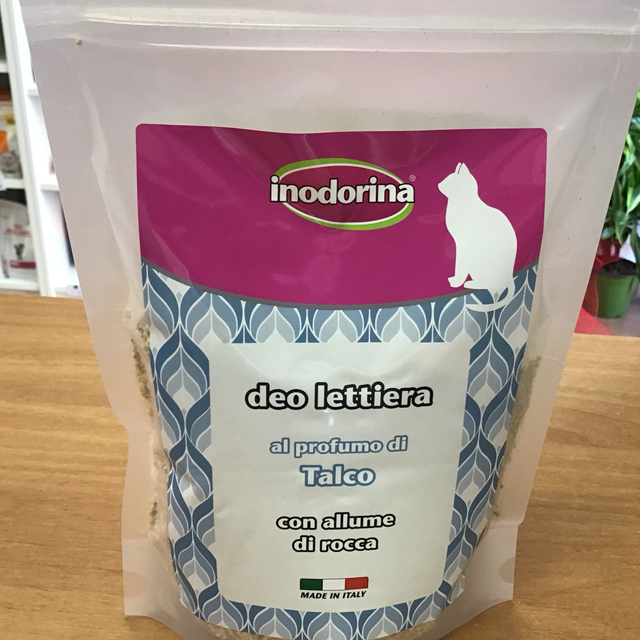 inodorina®
deo lettiera
al profumo di
Talco
con allume
di rocca
MADE IN ITALY